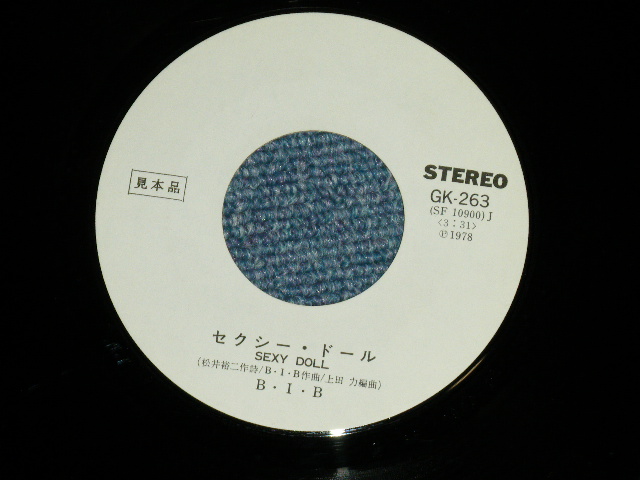 見本品
STEREO
GK-263
(SF 10900) J
<3:31>
℗1978
セクシー・ドール
SEXY DOLL
(松井裕二作詩/B・I・B作曲/上田 力編曲)
B・I・B